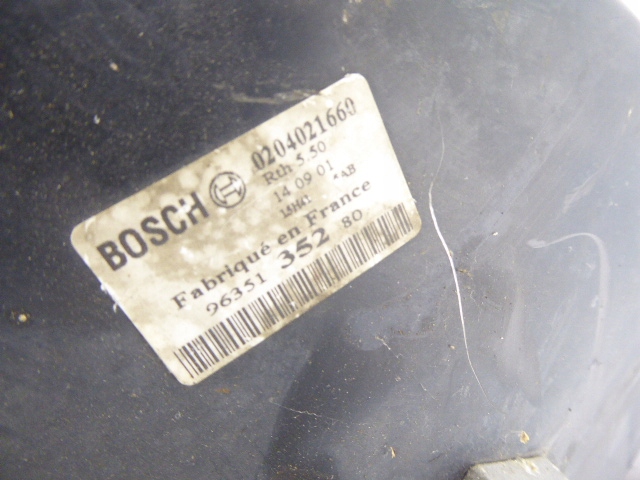 BOSCH
0204021660
Rth 5.50
14 09 01
Fabriqué en France
96351 352 80